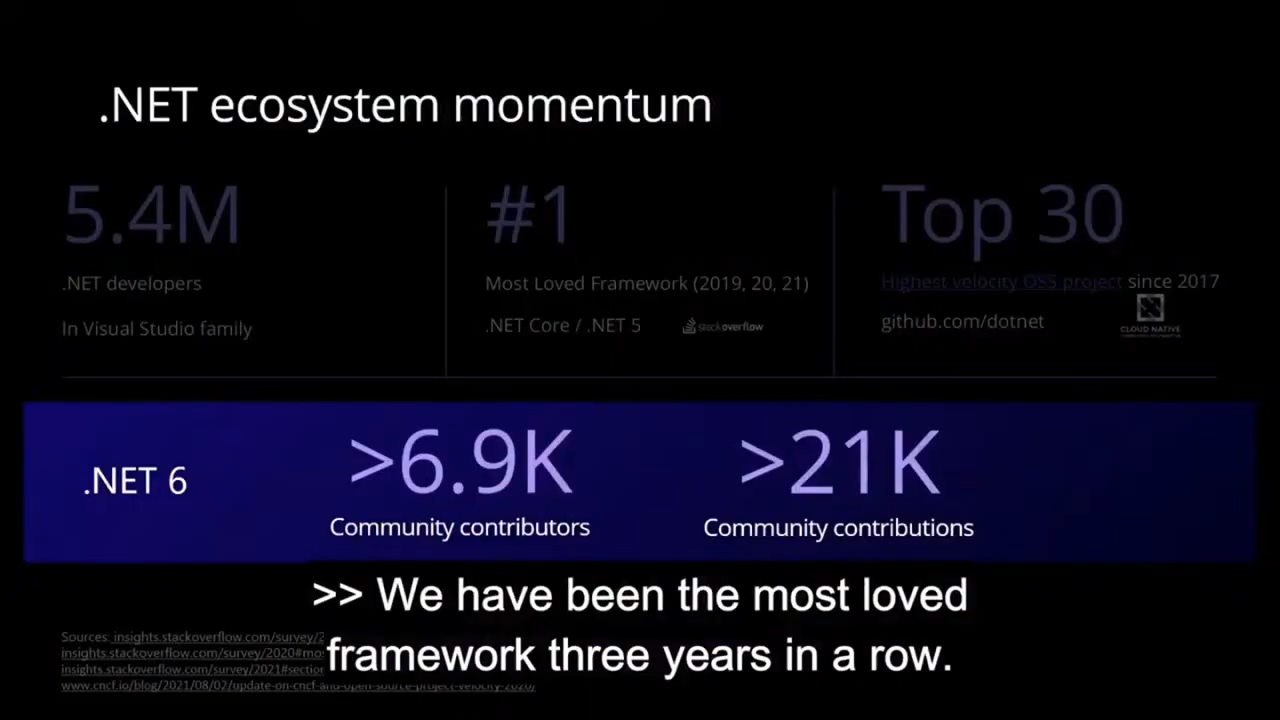 .NET ecosystem momentum
5.4M
.NET developers
In Visual Studio family
#1
Most Loved Framework (2019, 20, 21)
.NET Core / .NET 5
stackoverflow
Top 30
Highest velocity OSS project since 2017
github.com/dotnet
CLOUD NATIVE
.NET 6
>6.9K
Community contributors
>21K
Community contributions
>> We have been the most loved
framework three years in a row.
Sources: insights.stackoverflow.com/survey/2
insights.stackoverflow.com/survey/2020#mo
insights.stackoverflow.com/survey/2021#section
www.cncf.io/blog/2021/08/02/update-on-cncf-and-open-source-project-velocity-2020/